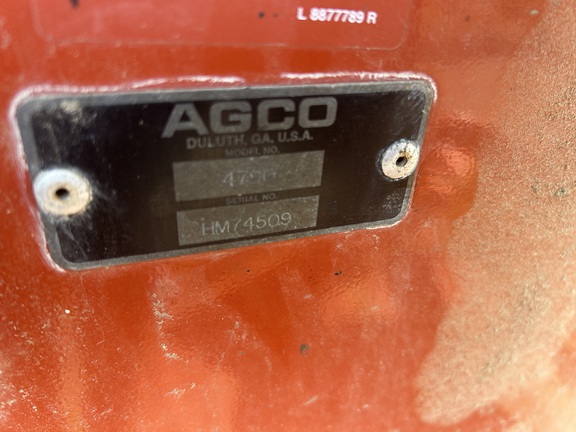 L 8877789 R
AGCO
DULUTH, GA, U.S.A.
MODEL NO.
SERIAL NO.
HM74509